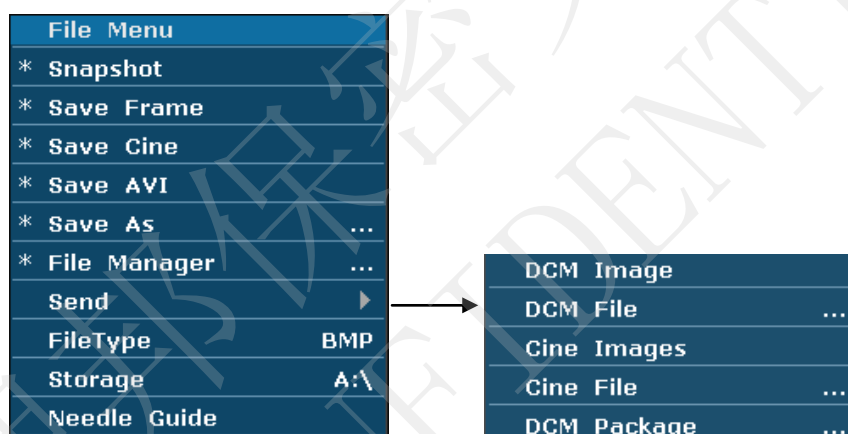 File Menu
* Snapshot
* Save Frame
* Save Cine
* Save AVI
* Save As ...
* File Manager ...
Send
FileType BMP
Storage A:\
Needle Guide
DCM Image
DCM File ...
Cine Images
Cine File ...
DCM Package ...